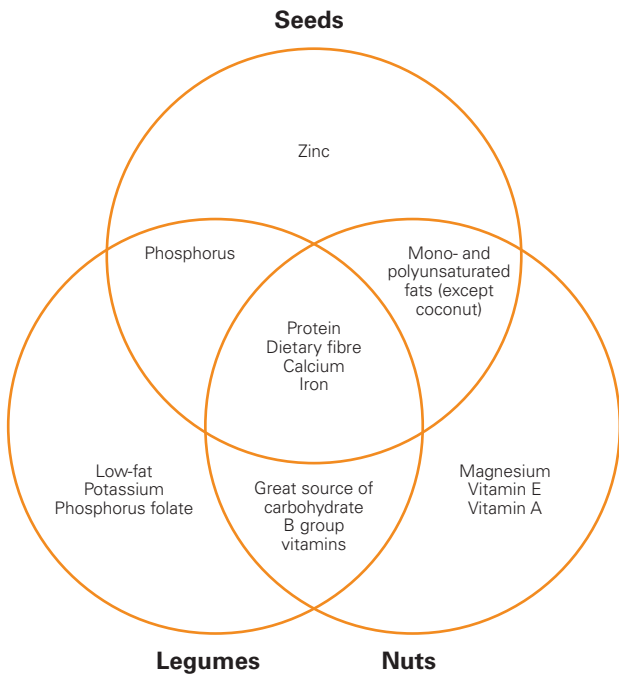 Seeds
Zinc
Phosphorus
Mono- and
polyunsaturated
fats (except
coconut)
Protein
Dietary fibre
Calcium
Iron
Low-fat
Potassium
Phosphorus folate
Great source of
carbohydrate
B group
vitamins
Magnesium
Vitamin E
Vitamin A
Legumes
Nuts